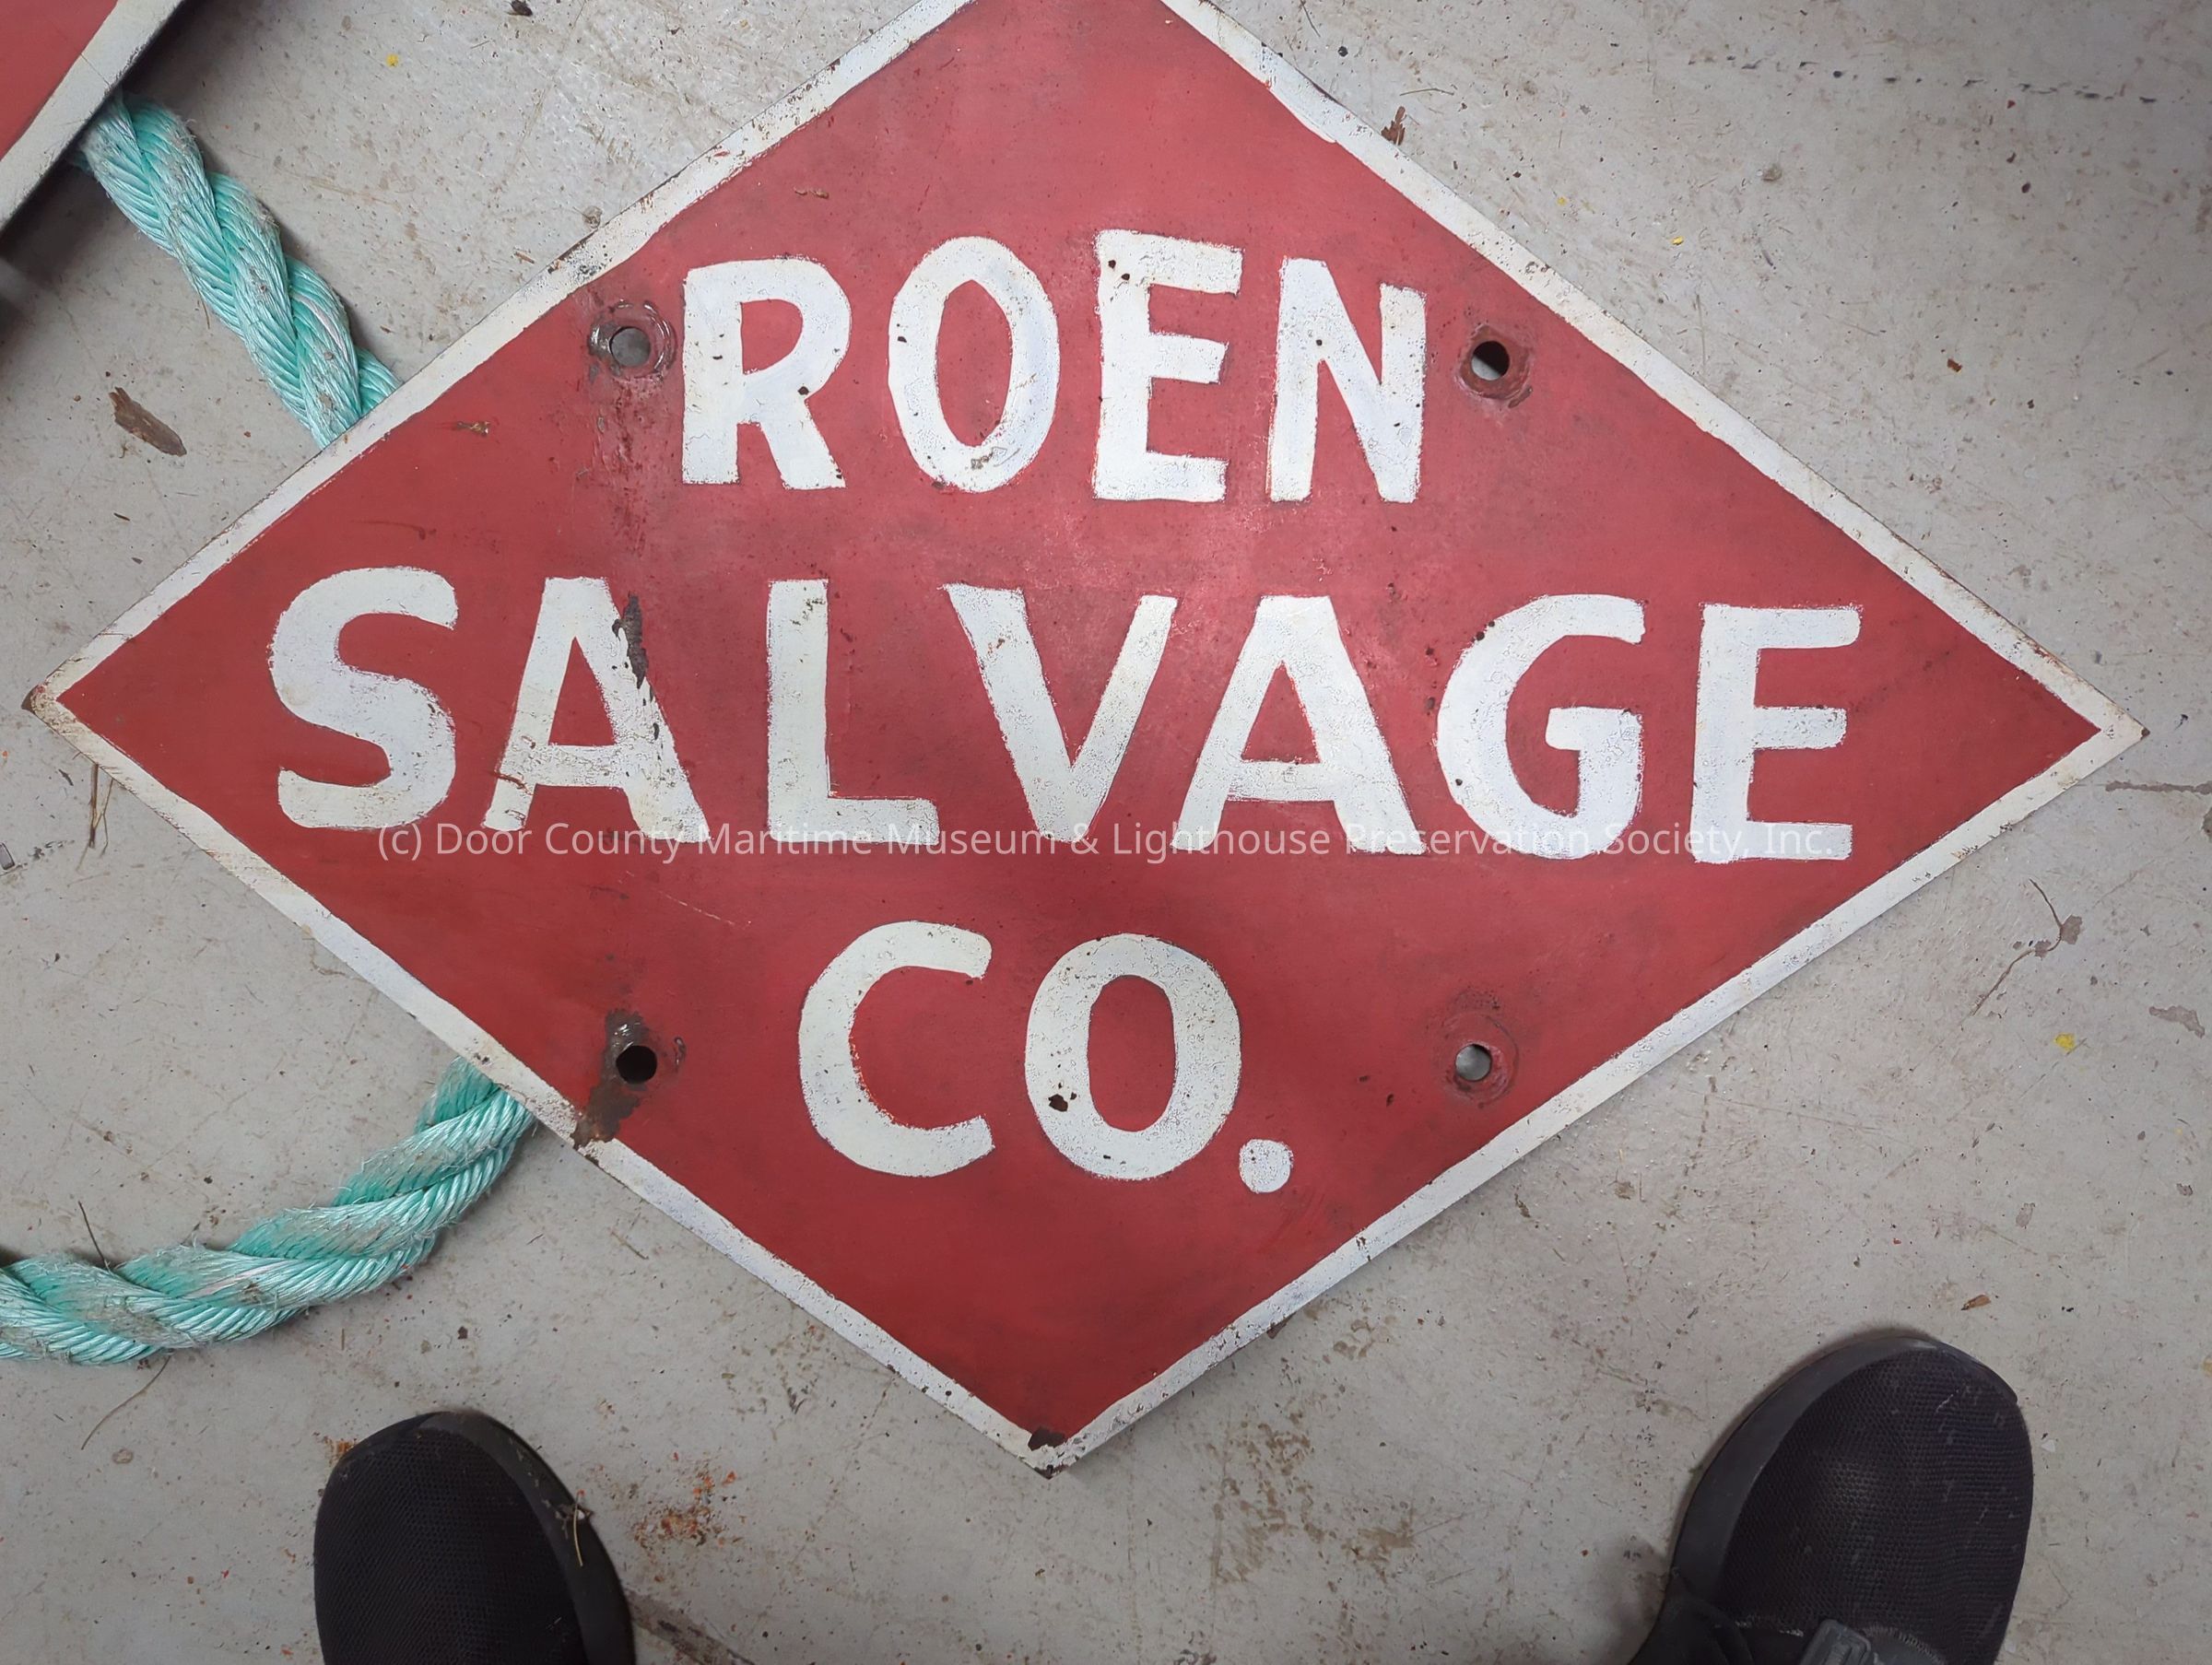 ROEN
SALVAGE
(c) Door County Maritime Museum & Lighthouse Preservation Society, Inc.
CO.